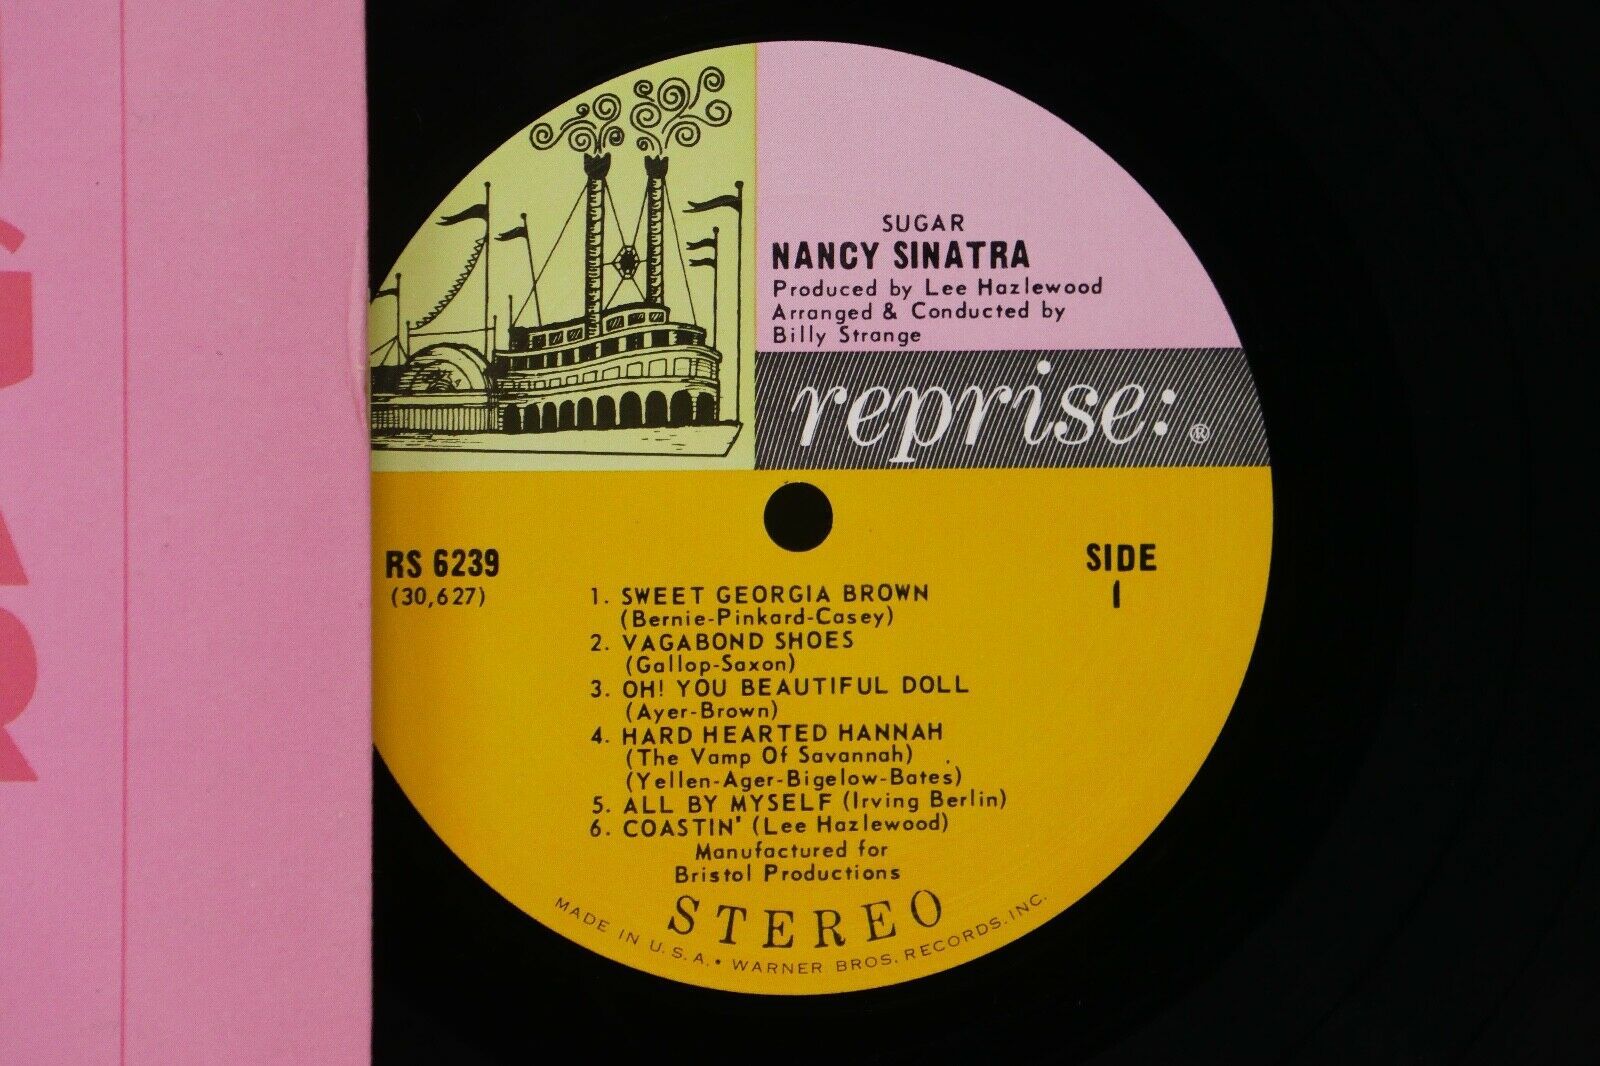 SUGAR
NANCY SINATRA
Produced by Lee Hazlewood
Arranged & Conducted by
Billy Strange
reprise: ®
RS 6239
(30,627)
SIDE
1
1. SWEET GEORGIA BROWN
(Bernie-Pinkard-Casey)
2. VAGABOND SHOES
(Gallop-Saxon)
3. OH! YOU BEAUTIFUL DOLL
(Ayer-Brown)
4. HARD HEARTED HANNAH
(The Vamp Of Savannah)
(Yellen-Ager-Bigelow-Bates)
5. ALL BY MYSELF (Irving Berlin)
6. COASTIN' (Lee Hazlewood)
Manufactured for
Bristol Productions
STEREO
MADE IN U.S.A. • WARNER BROS. RECORDS, INC.